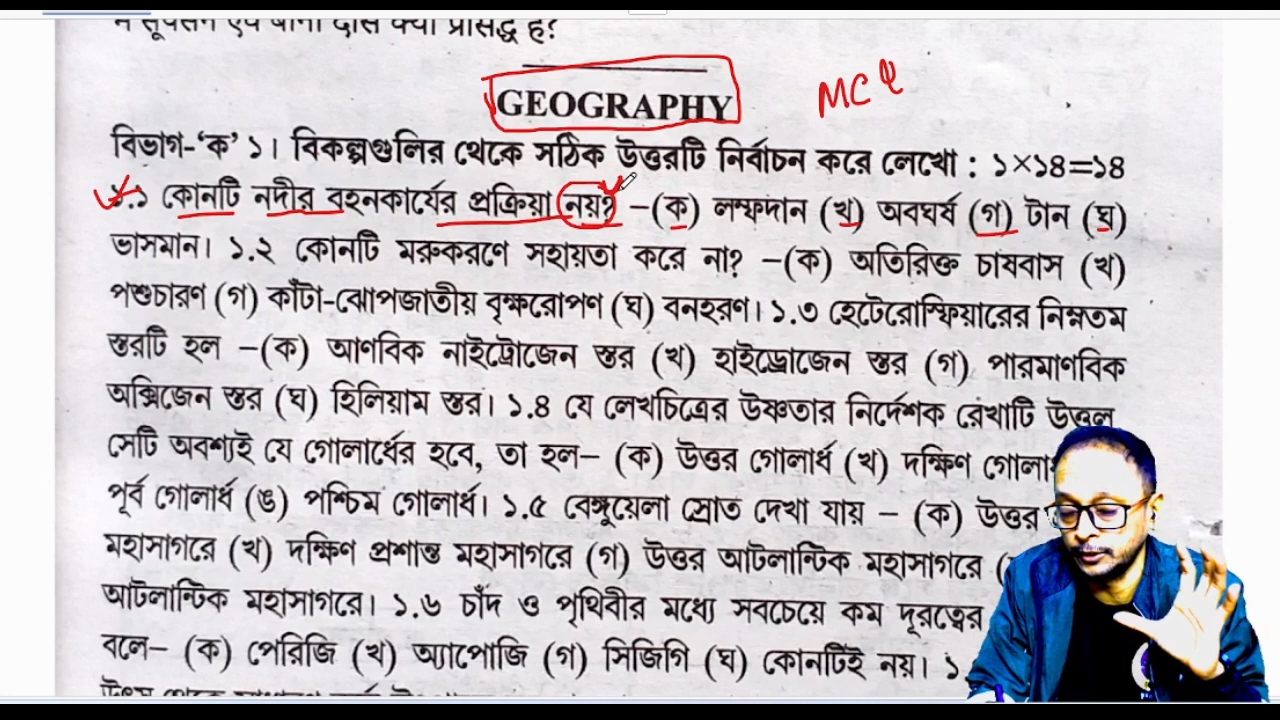 GEOGRAPHY
MCQ
বিভাগ-‘ক’ ১। বিকল্পগুলির থেকে সঠিক উত্তরটি নির্বাচন করে লেখো : ১×১৪=১৪
১.১ কোনটি নদীর বহনকার্যের প্রক্রিয়া নয়? –(ক) লম্ফদান (খ) অবঘর্ষ (গ) টান (ঘ)
ভাসমান। ১.২ কোনটি মরুকরণে সহায়তা করে না? –(ক) অতিরিক্ত চাষবাস (খ)
পশুচারণ (গ) কাঁটা-ঝোপজাতীয় বৃক্ষরোপণ (ঘ) বনহরণ। ১.৩ হেটেরোস্ফিয়ারের নিম্নতম
স্তরটি হল –(ক) আণবিক নাইট্রোজেন স্তর (খ) হাইড্রোজেন স্তর (গ) পারমাণবিক
অক্সিজেন স্তর (ঘ) হিলিয়াম স্তর। ১.৪ যে লেখচিত্রের উষ্ণতার নির্দেশক রেখাটি উত্তল
সেটি অবশ্যই যে গোলার্ধের হবে, তা হল– (ক) উত্তর গোলার্ধ (খ) দক্ষিণ
পূর্ব গোলার্ধ (ঙ) পশ্চিম গোলার্ধ। ১.৫ বেঙ্গুয়েলা স্রোত দেখা যায় – (ক) উত্তর
মহাসাগরে (খ) দক্ষিণ প্রশান্ত মহাসাগরে (গ) উত্তর আটলান্টিক মহাসাগরে (
আটলান্টিক মহাসাগরে। ১.৬ চাঁদ ও পৃথিবীর মধ্যে সবচেয়ে কম দূরত্বের
বলে– (ক) পেরিজি (খ) অ্যাপোজি (গ) সিজিগি (ঘ) কোনটিই নয়। ১.